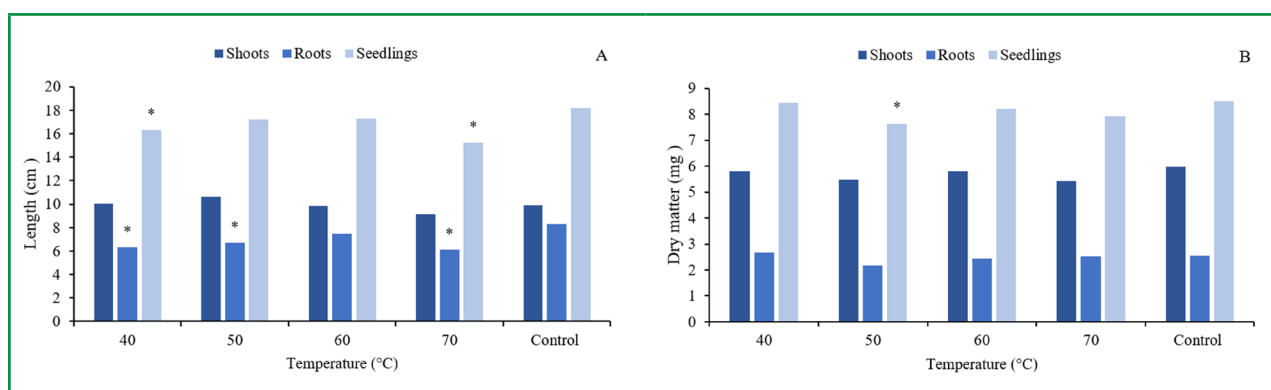 Shoots Roots Seedlings
A
20
18
16
14
12
10
8
6
4
2
0
Length (cm )
* * * * *
40 50 60 70 Control
Temperature (°C)
Shoots Roots Seedlings
B
9
8
7
6
5
4
3
2
1
0
Dry matter (mg )
*
40 50 60 70 Control
Temperature (°C)